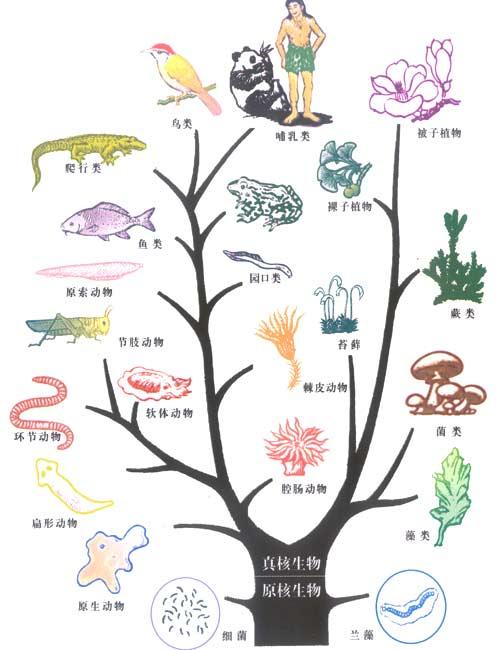 鸟类
哺乳类
被子植物
爬行类
裸子植物
鱼类
园口类
原索动物
蕨类
节肢动物
苔藓
棘皮动物
软体动物
环节动物
菌类
腔肠动物
扁形动物
藻类
真核生物
原核生物
原生动物
细菌
兰藻